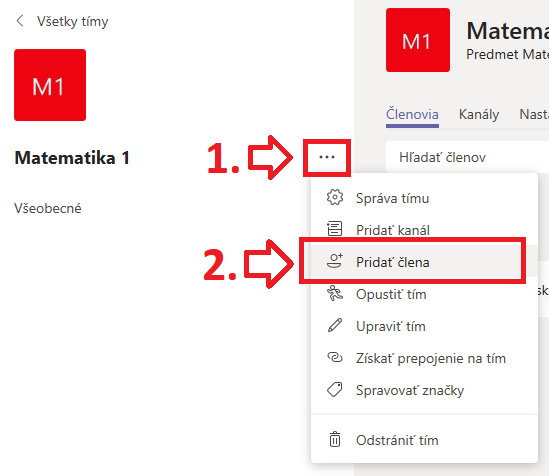 Všetky tímy
M1
Matematika 1
Všeobecné
M1
Matema
Predmet Mate
Členovia Kanály Nasta
Hľadať členov
1.
Správa tímu
Pridať kanál
2.
Pridať člena
Opustiť tím
Upraviť tím
Získať prepojenie na tím
Spravovať značky
Odstrániť tím
sk